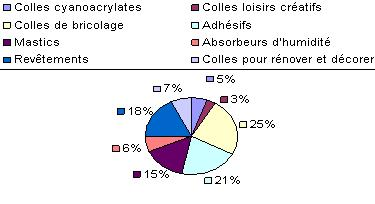 Colles cyanoacrylates Colles loisirs créatifs
Colles de bricolage Adhésifs
Mastics Absorbeurs d'humidité
Revêtements Colles pour rénover et décorer
7% 5%
3%
18%
25%
6%
15% 21%